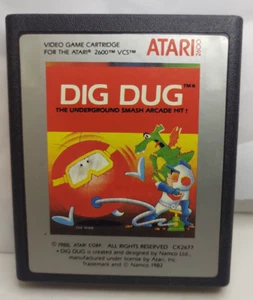 VIDEO GAME CARTRIDGE
FOR THE ATARI® 2600™ VCS™
ATARI
2600
DIG DUG™®
THE UNDERGROUND SMASH ARCADE HIT!
© 1988, ATARI CORP. ALL RIGHTS RESERVED CX2677
• DIG DUG is created and designed by Namco Ltd.,
manufactured under license by Atari, Inc.
Trademark and © Namco 1982